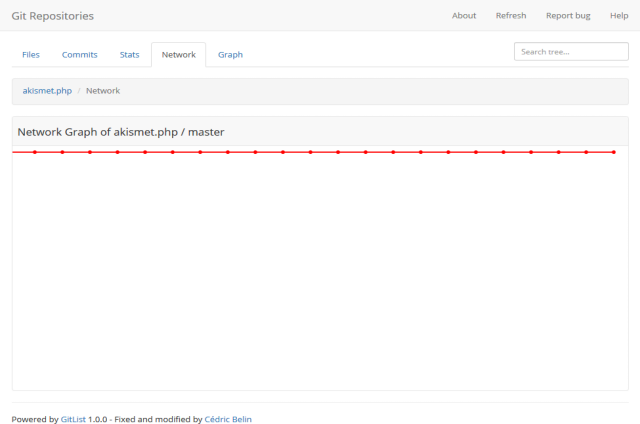 Git Repositories About Refresh Report bug Help
Files Commits Stats Network Graph Search tree...
akismet.php / Network
Network Graph of akismet.php / master
Powered by GitList 1.0.0 - Fixed and modified by Cédric Belin